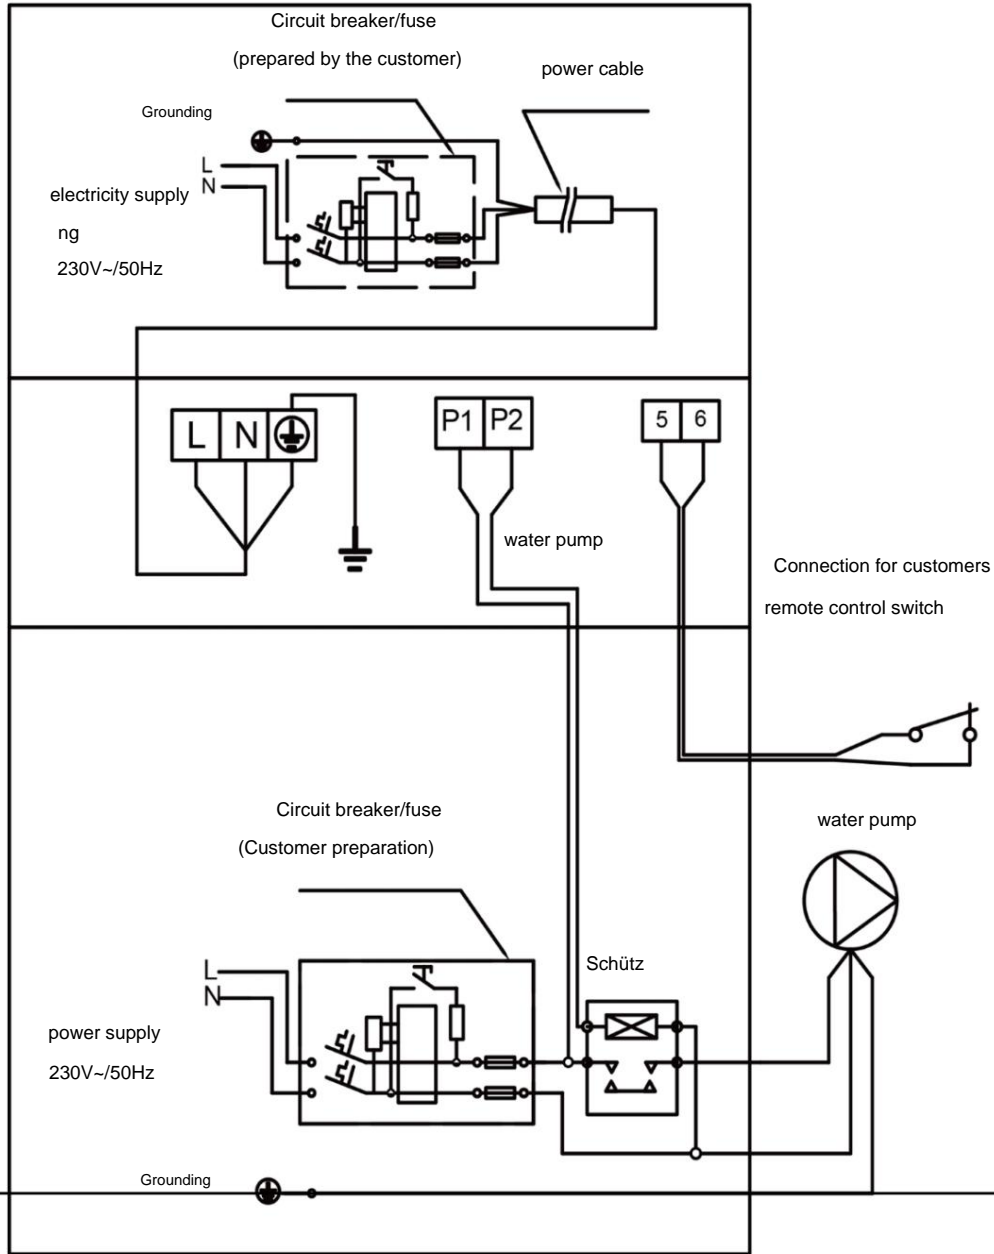 Circuit breaker/fuse
(prepared by the customer)
power cable
Grounding
L
N
electricity supply
ng
230V~/50Hz
L N
P1 P2
5 6
water pump
Connection for customers
remote control switch
Circuit breaker/fuse
(Customer preparation)
water pump
Schütz
L
N
power supply
230V~/50Hz
Grounding